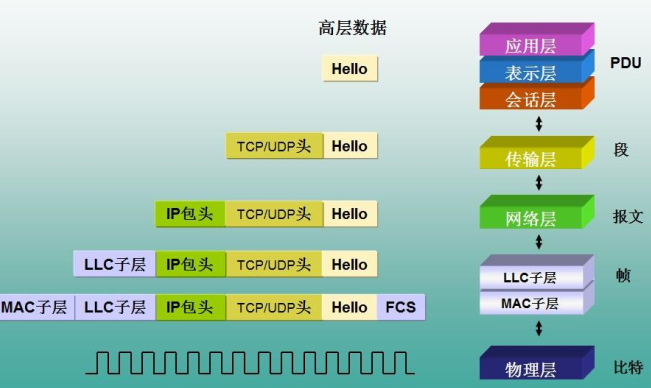 高层数据
应用层
Hello
表示层
PDU
会话层
TCP/UDP头 Hello
传输层
段
IP包头 TCP/UDP头 Hello
网络层
报文
LLC子层 IP包头 TCP/UDP头 Hello
LLC子层
帧
MAC子层 LLC子层 IP包头 TCP/UDP头 Hello FCS
MAC子层
物理层
比特